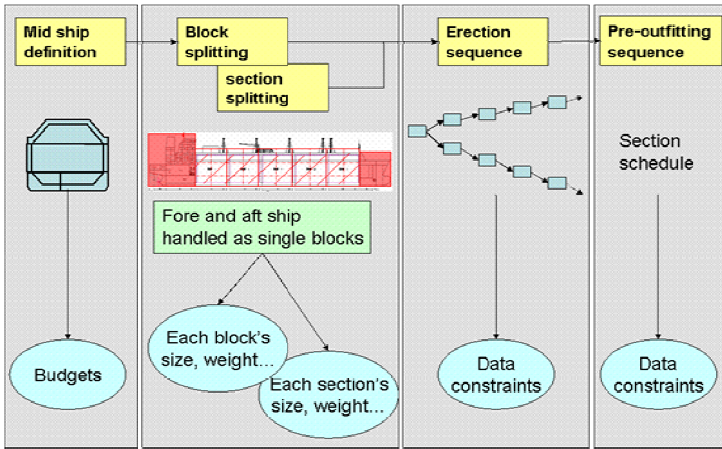 Mid ship
definition
Block
splitting
section
splitting
Erection
sequence
Pre-outfitting
sequence
Fore and aft ship
handled as single blocks
Section
schedule
Each block's
size, weight...
Each section's
size, weight...
Budgets
Data
constraints
Data
constraints